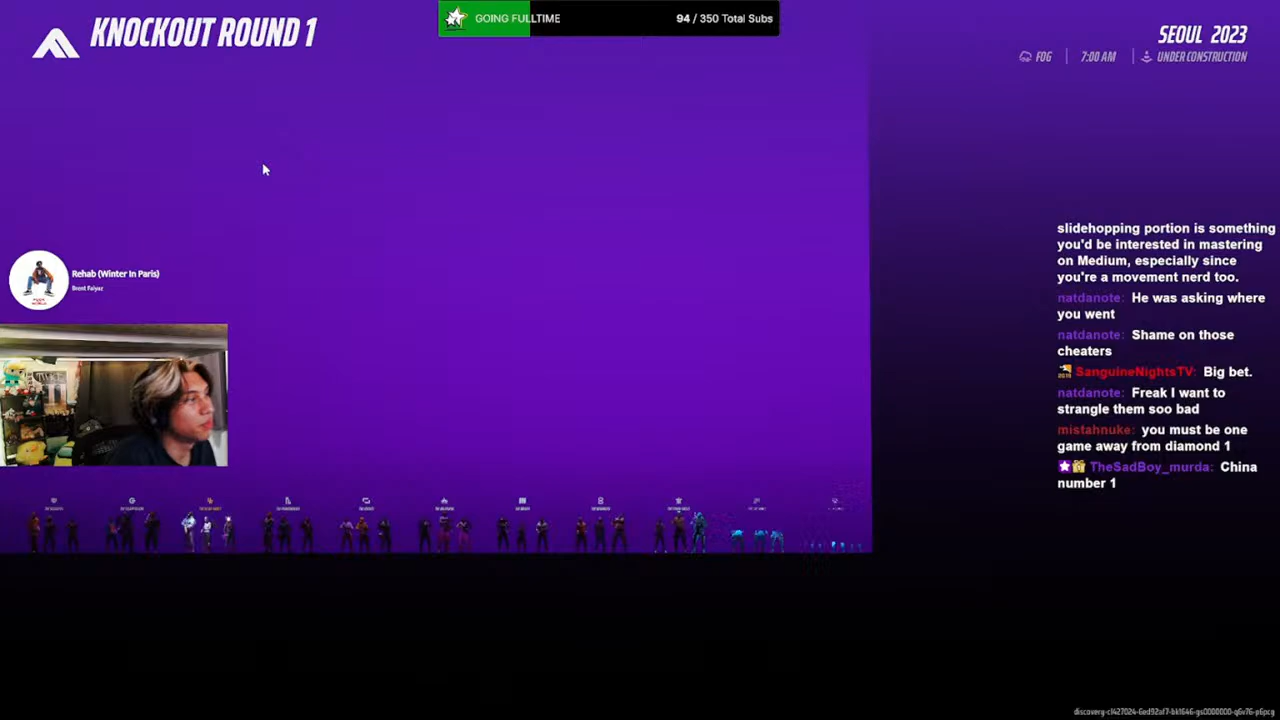 KNOCKOUT ROUND 1
GOING FULLTIME
94 / 350 Total Subs
SEOUL 2023
FOG
7:00 AM
UNDER CONSTRUCTION
Rehab (Winter In Paris)
Brent Faiyaz
slidehopping portion is something
you'd be interested in mastering
on Medium, especially since
you're a movement nerd too.
natdanote: He was asking where
you went
natdanote: Shame on those
cheaters
SanguineNightsTV: Big bet.
natdanote: Freak I want to
strangle them soo bad
mistahnuke: you must be one
game away from diamond 1
TheSadBoy_murda: China
number 1